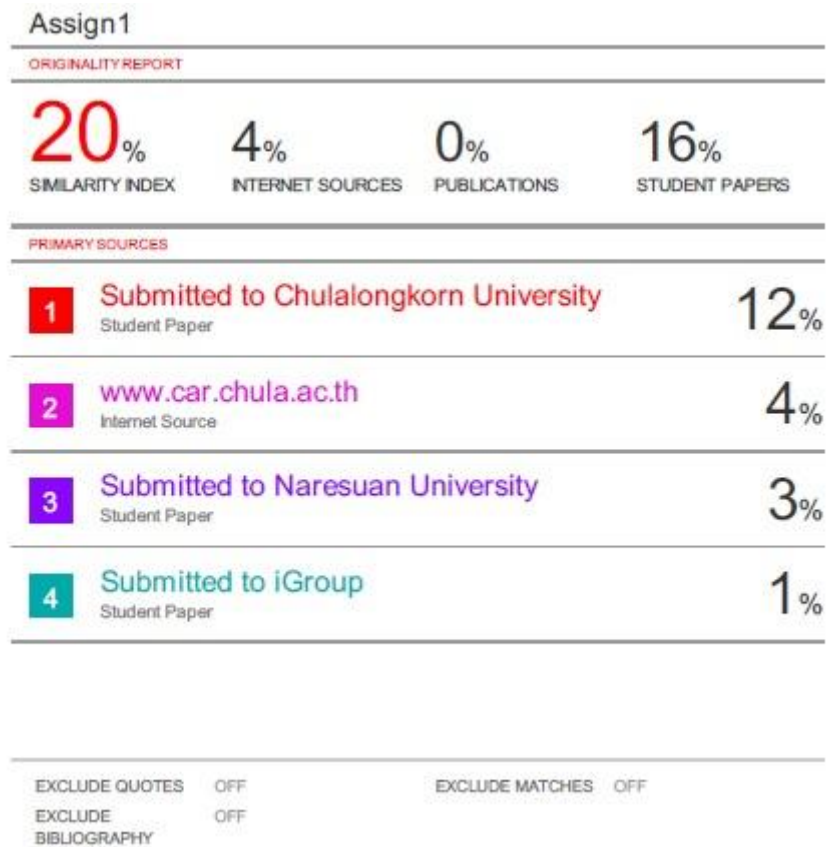 Assign1
ORIGINALITY REPORT
20% 4% 0% 16%
SIMILARITY INDEX INTERNET SOURCES PUBLICATIONS STUDENT PAPERS
PRIMARY SOURCES
1 Submitted to Chulalongkorn University 12%
Student Paper
2 www.car.chula.ac.th 4%
Internet Source
3 Submitted to Naresuan University 3%
Student Paper
4 Submitted to iGroup 1%
Student Paper
EXCLUDE QUOTES OFF EXCLUDE MATCHES OFF
EXCLUDE OFF
BIBLIOGRAPHY